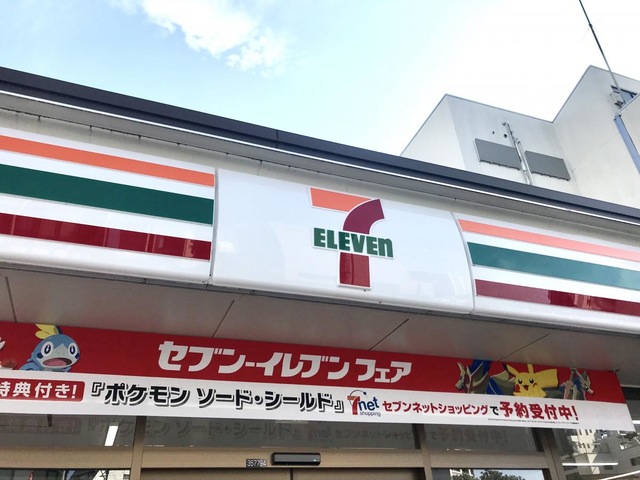 7
ELEVEn
セブン-イレブン フェア
特典付き!『ポケモン ソード・シールド』7net shopping セブンネットショッピングで予約受付中!